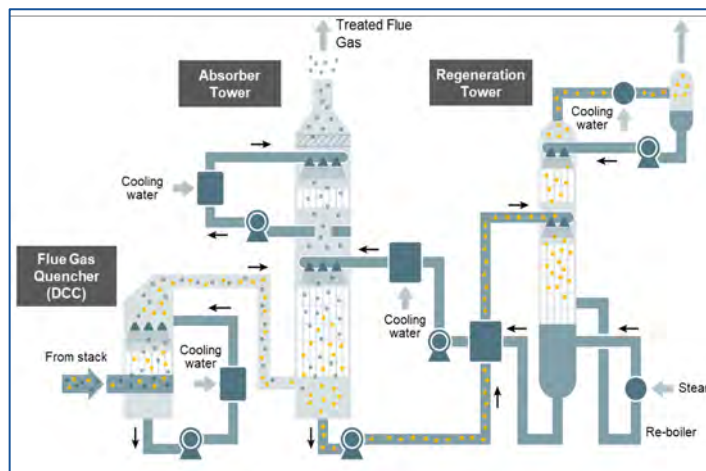 Treated Flue
Gas
Absorber
Tower
Regeneration
Tower
Cooling
water
Cooling
water
Flue Gas
Quencher
(DCC)
Cooling
water
From stack
Cooling
water
Stea
Re-boiler